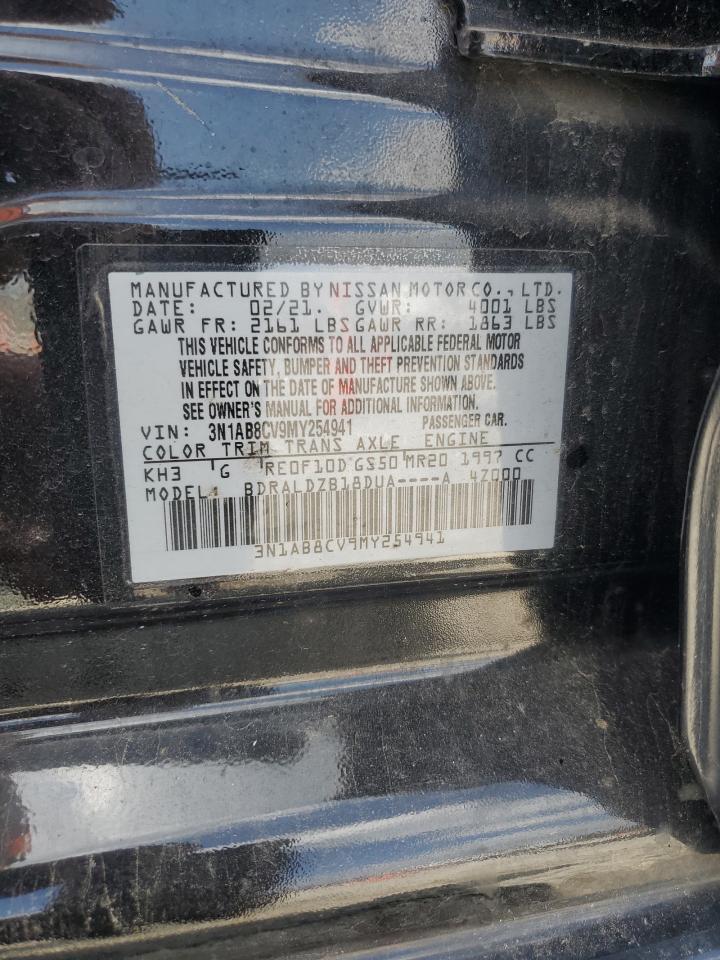 MANUFACTURED BY NISSAN MOTOR CO., LTD.
DATE: 02/21. GVWR: 4001 LBS
GAWR FR: 2161 LBS GAWR RR: 1863 LBS
THIS VEHICLE CONFORMS TO ALL APPLICABLE FEDERAL MOTOR
VEHICLE SAFETY, BUMPER AND THEFT PREVENTION STANDARDS
IN EFFECT ON THE DATE OF MANUFACTURE SHOWN ABOVE.
SEE OWNER'S MANUAL FOR ADDITIONAL INFORMATION.
VIN: 3N1AB8CV9MY254941 PASSENGER CAR.
COLOR TRIM TRANS AXLE ENGINE
KH3 G RE0F10D GS50 MR20 1997 CC
MODEL: BDRALDZB18DUA----A 4Z000
3N1AB8CV9MY254941